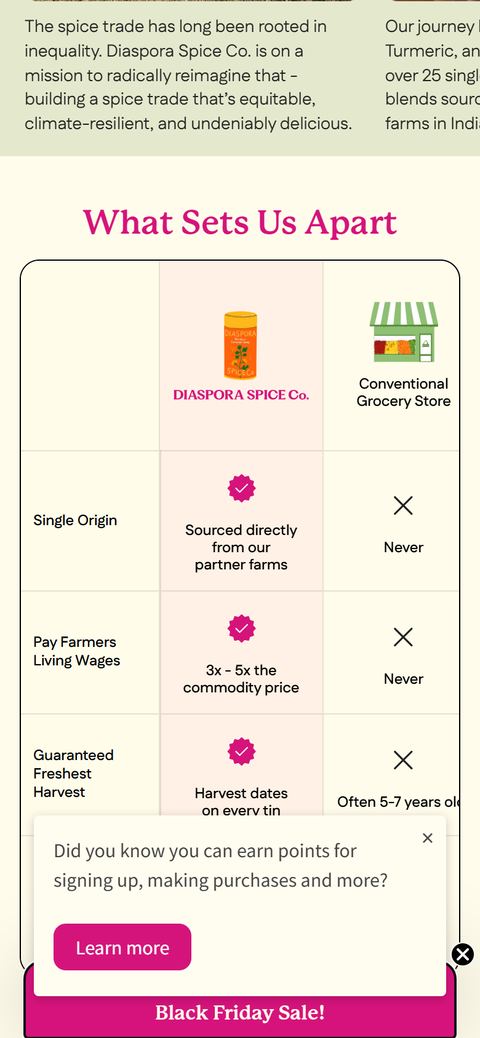 The spice trade has long been rooted in
inequality. Diaspora Spice Co. is on a
mission to radically reimagine that –
building a spice trade that's equitable,
climate-resilient, and undeniably delicious.
Our journey
Turmeric, an
over 25 singl
blends sourc
farms in Indi
What Sets Us Apart
DIASPORA
SPICE Co.
DIASPORA SPICE Co.
Conventional
Grocery Store
Single Origin
Sourced directly
from our
partner farms
Never
Pay Farmers
Living Wages
3x - 5x the
commodity price
Never
Guaranteed
Freshest
Harvest
Harvest dates
on every tin
Often 5-7 years old
Did you know you can earn points for
signing up, making purchases and more?
Learn more
Black Friday Sale!